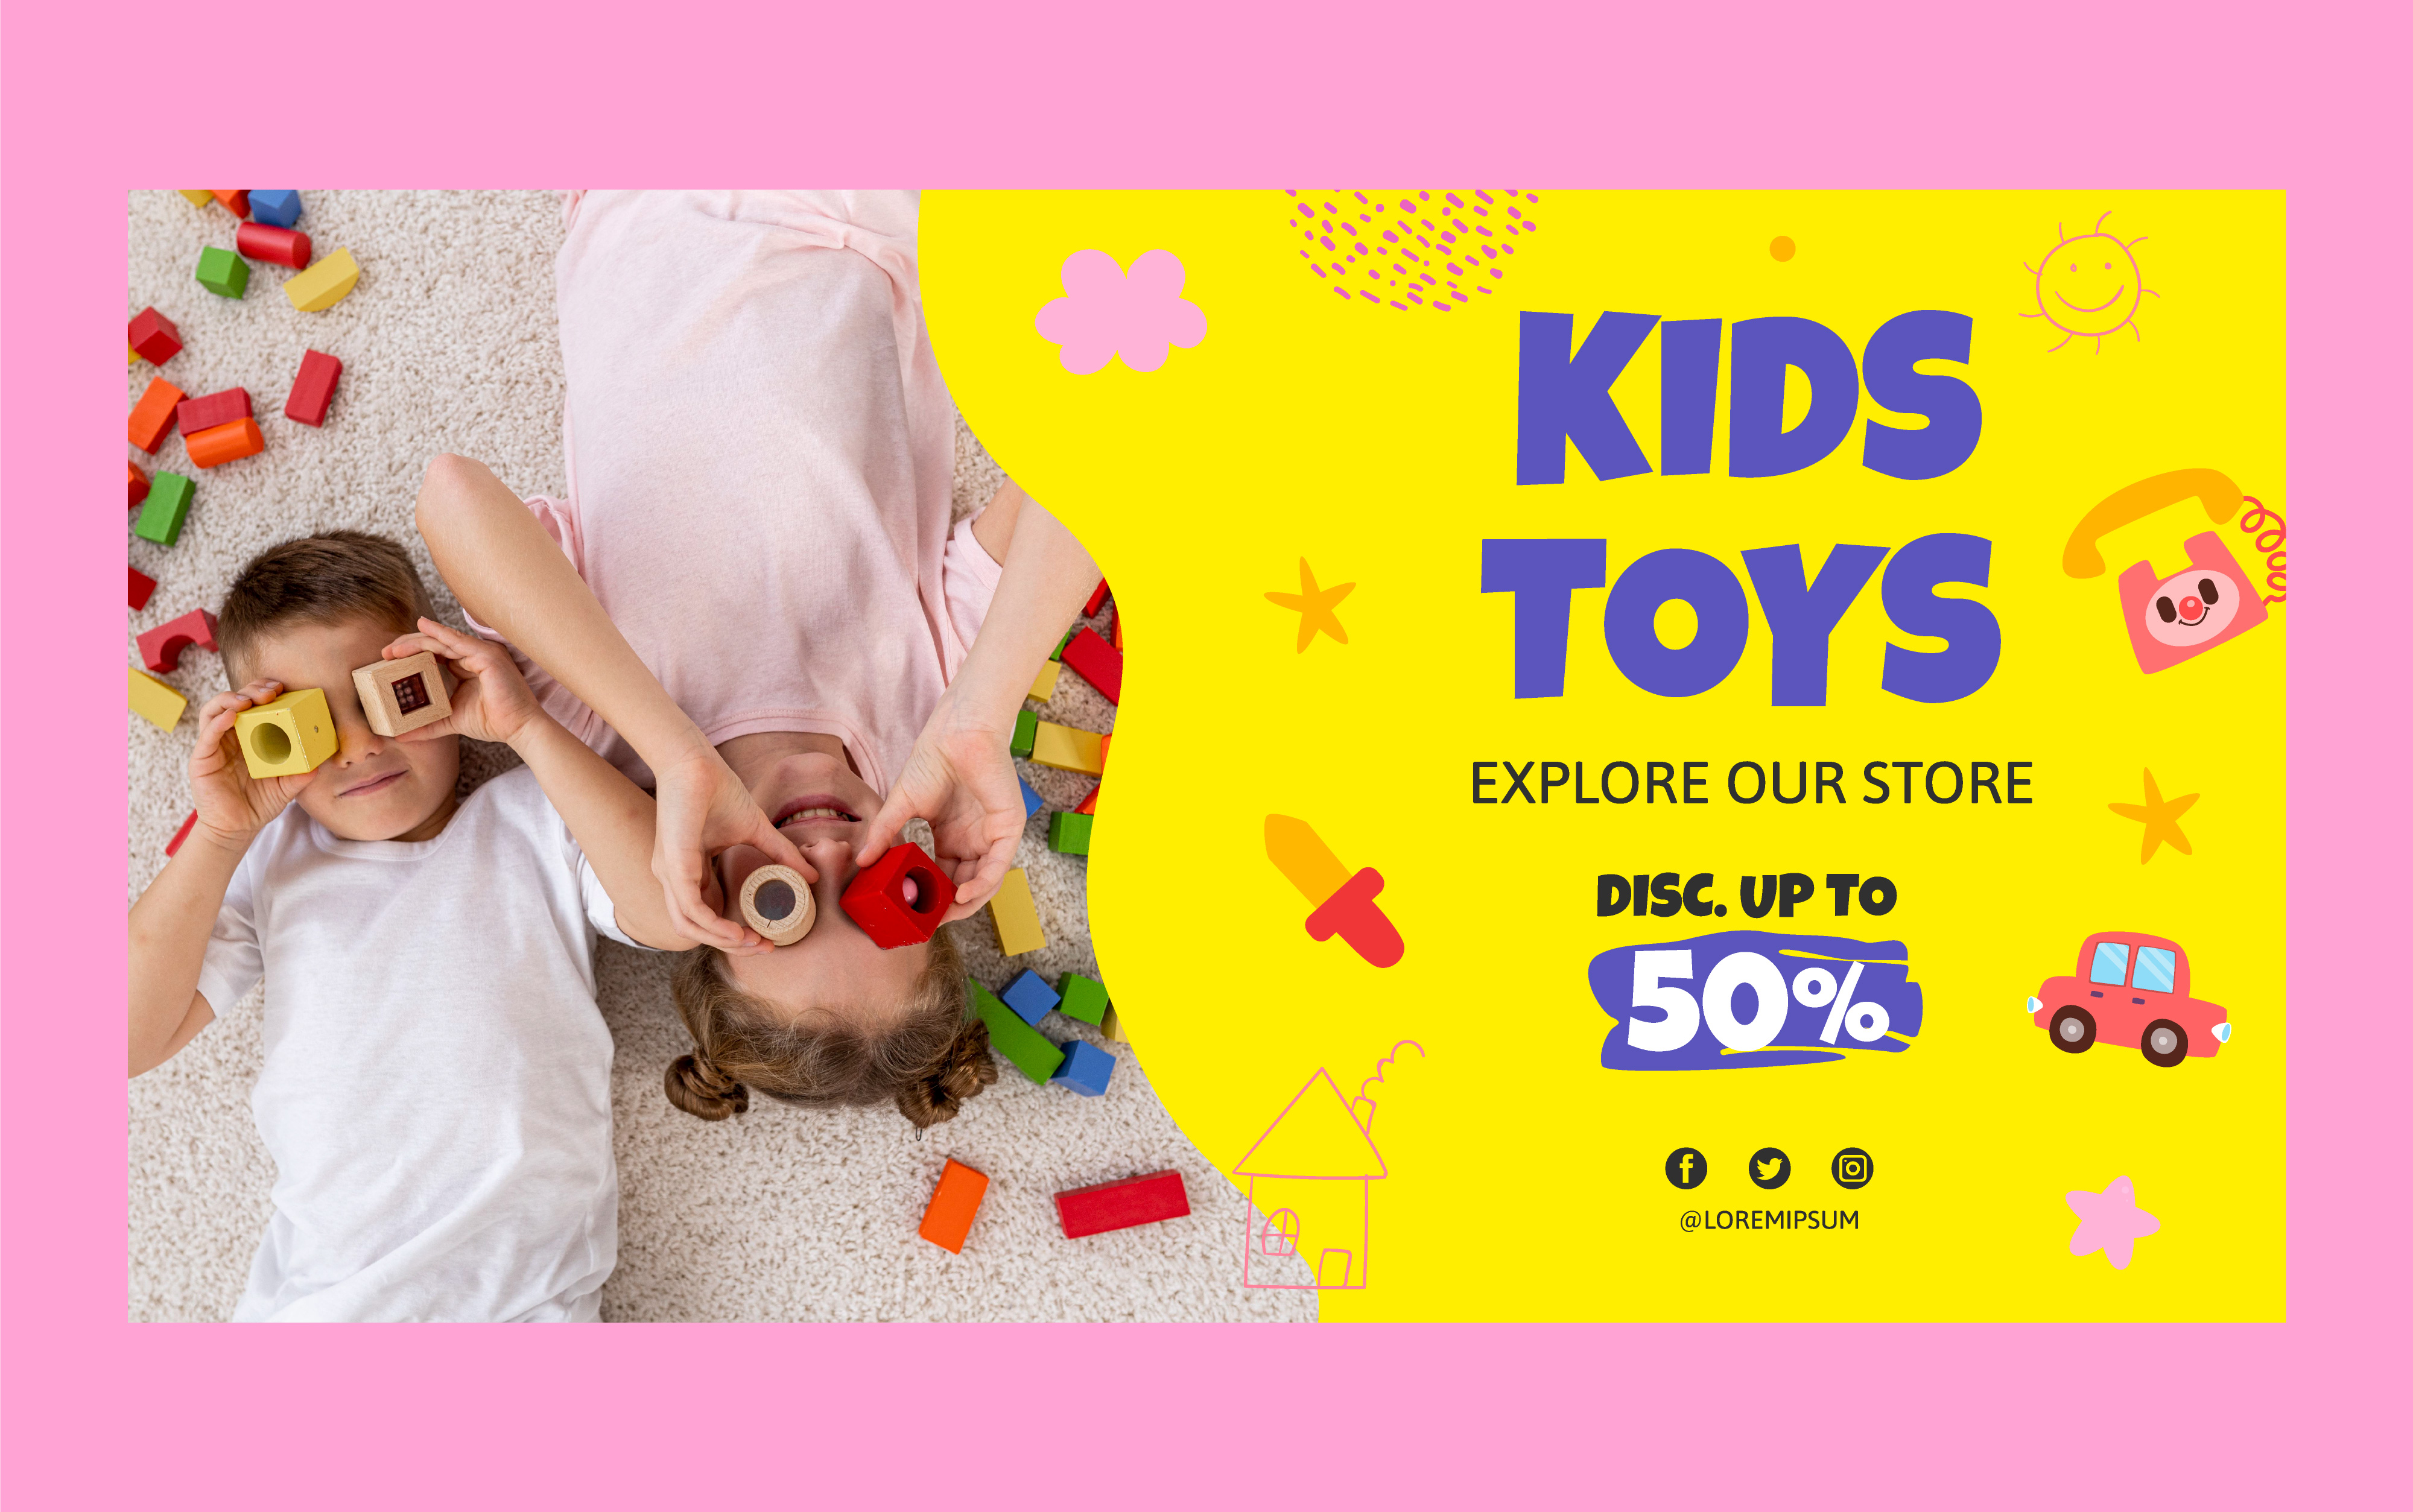 KIDS
TOYS
EXPLORE OUR STORE
DISC. UP TO
50%
@LOREMIPSUM